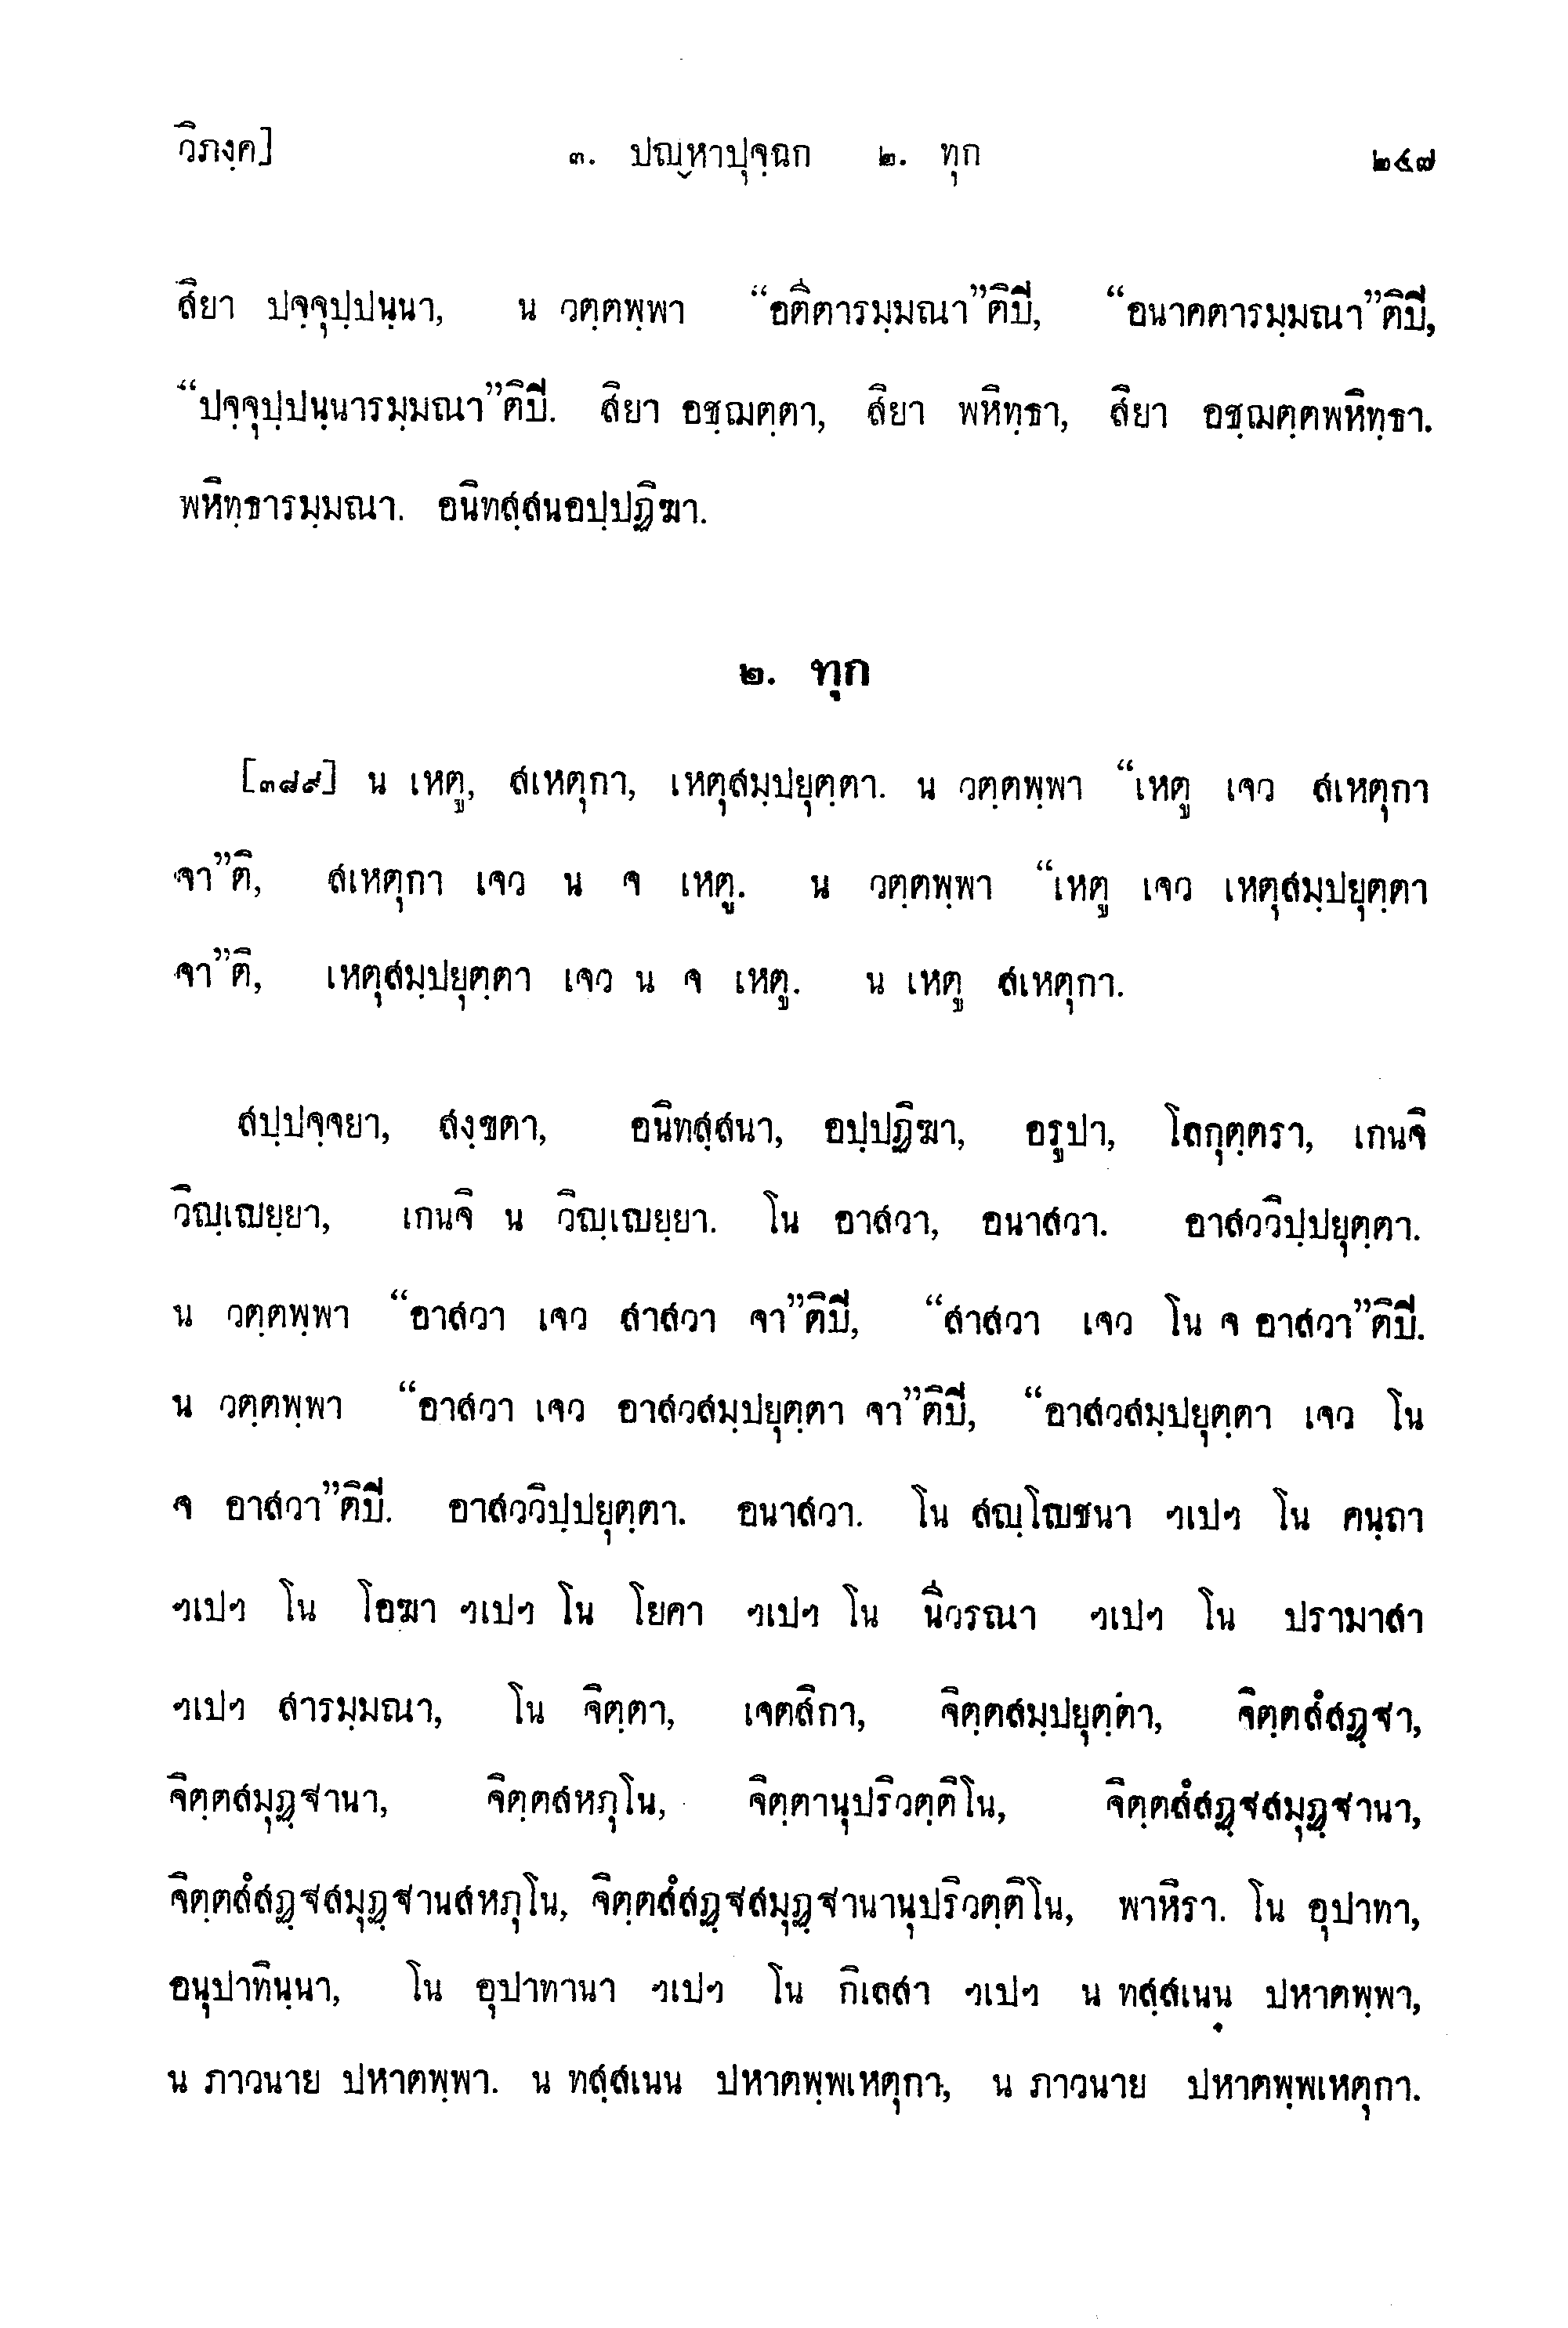 วิภงฺค]	๓. ปญฺหาปุจฺฉก ๒. ทุก	๒๔๗
สิยา ปจฺจุปฺปนฺนา, น วตฺตพฺพา “อตีตารมฺมณา”ติปี, “อนาคตารมฺมณา”ติปี,
“ปจฺจุปฺปนฺนารมฺมณา”ติปี. สิยา อชฺฌตฺตา, สิยา พหิทฺธา, สิยา อชฺฌตฺตพหิทฺธา.
พหิทฺธารมฺมณา. อนิทสฺสนอปฺปฏิฆา.
๒. ทุก
[๓๘๙] น เหตู, สเหตุกา, เหตุสมฺปยุตฺตา. น วตฺตพฺพา “เหตู เจว สเหตุกา
จา”ติ, สเหตุกา เจว น จ เหตู. น วตฺตพฺพา “เหตู เจว เหตุสมฺปยุตฺตา
จา”ติ, เหตุสมฺปยุตฺตา เจว น จ เหตู. น เหตู สเหตุกา.
สปฺปจฺจยา, สงฺขตา, อนิทสฺสนา, อปฺปฏิฆา, อรูปา, โลกุตฺตรา, เกนจิ
วิญฺเญยฺยา, เกนจิ น วิญฺเญยฺยา. โน อาสวา, อนาสวา. อาสววิปฺปยุตฺตา.
น วตฺตพฺพา “อาสวา เจว สาสวา จา”ติปี, “สาสวา เจว โน จ อาสวา”ติปี.
น วตฺตพฺพา “อาสวา เจว อาสวสมฺปยุตฺตา จา”ติปี, “อาสวสมฺปยุตฺตา เจว โน
จ อาสวา”ติปี. อาสววิปฺปยุตฺตา. อนาสวา. โน สญฺโญชนา ฯเปฯ โน คนฺถา
ฯเปฯ โน โอฆา ฯเปฯ โน โยคา ฯเปฯ โน นีวรณา ฯเปฯ โน ปรามาสา
ฯเปฯ สารมฺมณา, โน จิตฺตา, เจตสิกา, จิตฺตสมฺปยุตฺตา, จิตฺตสํสฏฺฐา,
จิตฺตสมุฏฺฐานา, จิตฺตสหภุโน, จิตฺตานุปริวตฺติโน, จิตฺตสํสฏฺฐสมุฏฺฐานา,
จิตฺตสํสฏฺฐสมุฏฺฐานสหภุโน, จิตฺตสํสฏฺฐสมุฏฺฐานานุปริวตฺติโน, พาหิรา. โน อุปาทา,
อนุปาทินฺนา, โน อุปาทานา ฯเปฯ โน กิเลสา ฯเปฯ น ทสฺสเนน ปหาตพฺพา,
น ภาวนาย ปหาตพฺพา. น ทสฺสเนน ปหาตพฺพเหตุกา, น ภาวนาย ปหาตพฺพเหตุกา.